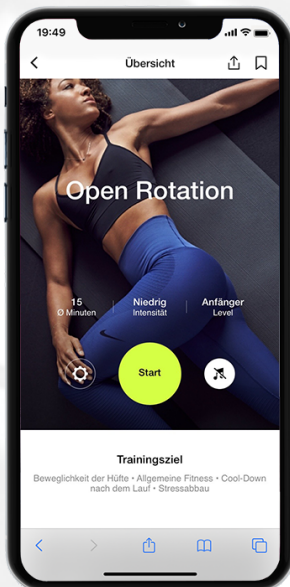 19:49
Übersicht
Open Rotation
15 Niedrig Anfänger
Ø Minuten Intensität Level
Start
Trainingsziel
Beweglichkeit der Hüfte • Allgemeine Fitness • Cool-Down
nach dem Lauf • Stressabbau